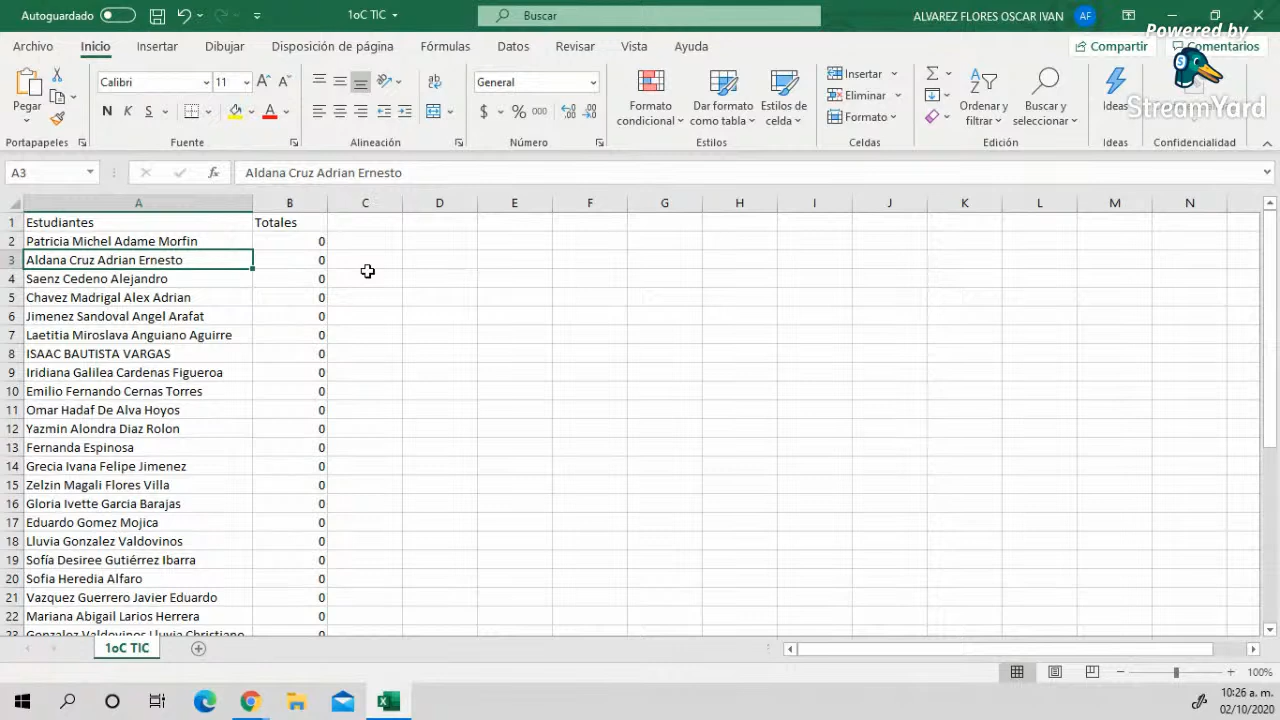 Autoguardado
1oC TIC
Buscar
ALVAREZ FLORES OSCAR IVAN
AF
Powered by
StreamYard
Archivo Inicio Insertar Dibujar Disposición de página Fórmulas Datos Revisar Vista Ayuda
Compartir
Comentarios
Pegar
Calibri 11
N K S
General
$ % 000
Formato condicional
Dar formato como tabla
Estilos de celda
Insertar
Eliminar
Formato
Ordenar y filtrar
Buscar y seleccionar
Ideas
Portapapeles Fuente Alineación Número Estilos Celdas Edición Ideas Confidencialidad
A3
fx
Aldana Cruz Adrian Ernesto
A B C D E F G H I J K L M N
1 Estudiantes Totales
2 Patricia Michel Adame Morfin 0
3 Aldana Cruz Adrian Ernesto 0
4 Saenz Cedeno Alejandro 0
5 Chavez Madrigal Alex Adrian 0
6 Jimenez Sandoval Angel Arafat 0
7 Laetitia Miroslava Anguiano Aguirre 0
8 ISAAC BAUTISTA VARGAS 0
9 Iridiana Galilea Cardenas Figueroa 0
10 Emilio Fernando Cernas Torres 0
11 Omar Hadaf De Alva Hoyos 0
12 Yazmin Alondra Diaz Rolon 0
13 Fernanda Espinosa 0
14 Grecia Ivana Felipe Jimenez 0
15 Zelzin Magali Flores Villa 0
16 Gloria Ivette Garcia Barajas 0
17 Eduardo Gomez Mojica 0
18 Lluvia Gonzalez Valdovinos 0
19 Sofía Desiree Gutiérrez Ibarra 0
20 Sofia Heredia Alfaro 0
21 Vazquez Guerrero Javier Eduardo 0
22 Mariana Abigail Larios Herrera 0
23 Gonzalez Valdovinos Lluvia Christiano 0
1oC TIC
100%
10:26 a. m.
02/10/2020